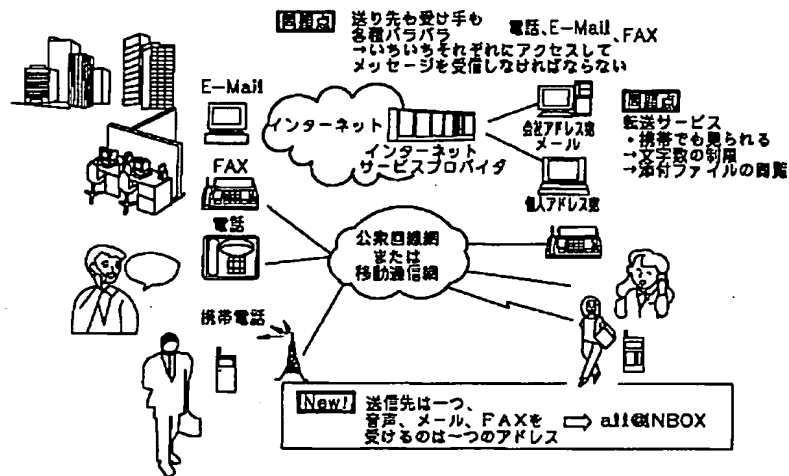 問題点
送り先も受け手も
各種バラバラ 電話、E-Mail、FAX
→いちいちそれぞれにアクセスして
メッセージを受信しなければならない
E-Mail
インターネット
インターネット
サービスプロバイダ
会社アドレス宛
メール
個人アドレス宛
問題点
転送サービス
・携帯でも見られる
→文字数の制限
→添付ファイルの閲覧
FAX
電話
公衆回線網
または
移動通信網
携帯電話
New!
送信先は一つ、
音声、メール、FAXを
受けるのは一つのアドレス
⇨ all@INBOX